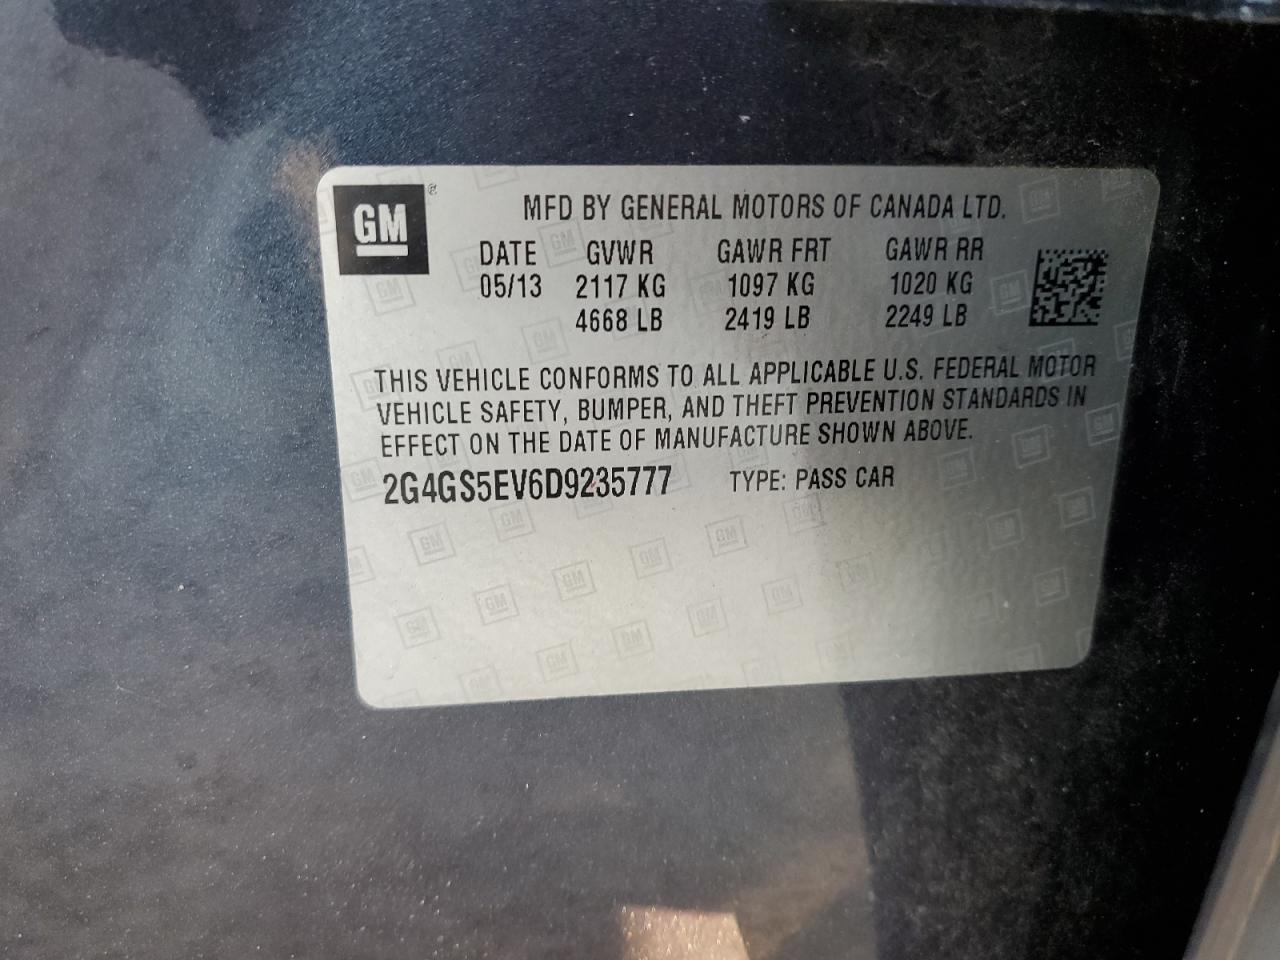 GM®
MFD BY GENERAL MOTORS OF CANADA LTD.
DATE GVWR GAWR FRT GAWR RR
05/13 2117 KG 1097 KG 1020 KG
4668 LB 2419 LB 2249 LB
THIS VEHICLE CONFORMS TO ALL APPLICABLE U.S. FEDERAL MOTOR
VEHICLE SAFETY, BUMPER, AND THEFT PREVENTION STANDARDS IN
EFFECT ON THE DATE OF MANUFACTURE SHOWN ABOVE.
2G4GS5EV6D9235777 TYPE: PASS CAR